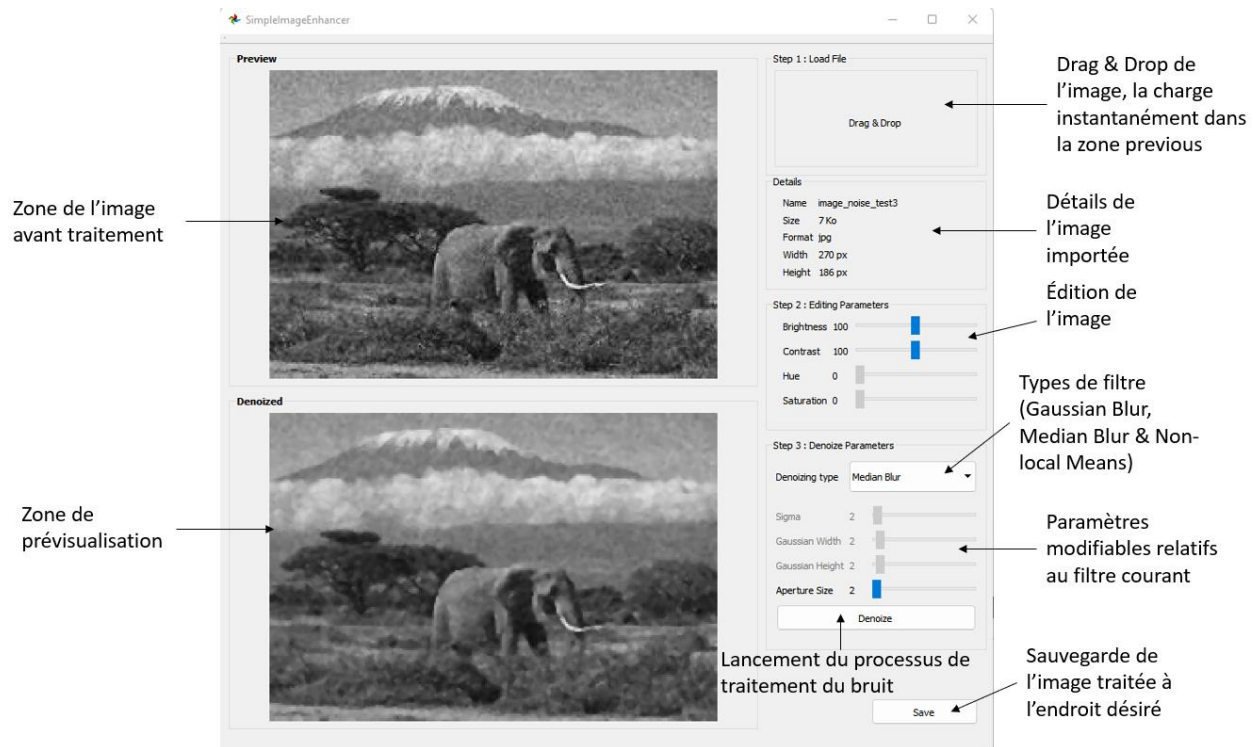 SimpleImageEnhancer
Preview
Step 1 : Load File
Drag & Drop
Drag & Drop de
l'image, la charge
instantanément dans
la zone previous
Zone de l'image
avant traitement
Details
Name image_noise_test3
Size 7 Ko
Format jpg
Width 270 px
Height 186 px
Détails de
l'image
importée
Step 2 : Editing Parameters
Brightness 100
Contrast 100
Hue 0
Saturation 0
Édition de
l'image
Denoized
Zone de
prévisualisation
Step 3 : Denoize Parameters
Denoizing type Median Blur
Types de filtre
(Gaussian Blur,
Median Blur & Non-
local Means)
Sigma 2
Gaussian Width 2
Gaussian Height 2
Aperture Size 2
Paramètres
modifiables relatifs
au filtre courant
Denoize
Lancement du processus de
traitement du bruit
Save
Sauvegarde de
l'image traitée à
l'endroit désiré